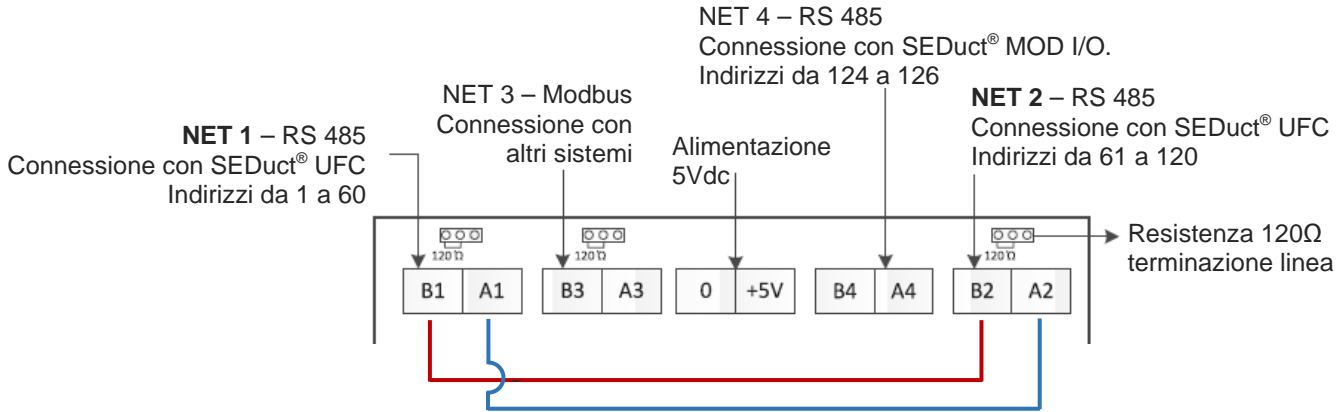 NET 4 – RS 485
Connessione con SEDuct® MOD I/O.
Indirizzi da 124 a 126
NET 3 – Modbus
Connessione con
altri sistemi
NET 2 – RS 485
Connessione con SEDuct® UFC
Indirizzi da 61 a 120
NET 1 – RS 485
Connessione con SEDuct® UFC
Indirizzi da 1 a 60
Alimentazione
5Vdc
Resistenza 120Ω
terminazione linea
120Ω
120Ω
120Ω
B1 A1 B3 A3 0 +5V B4 A4 B2 A2